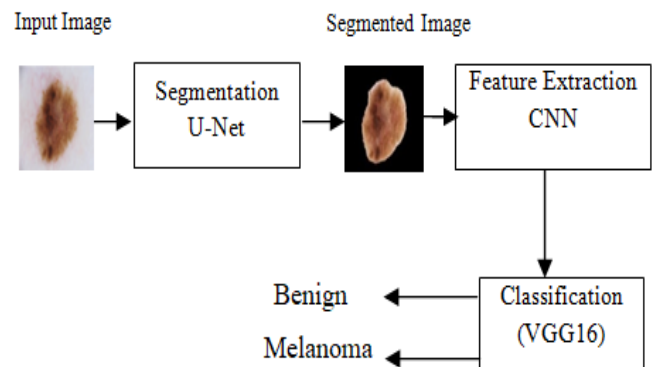 Input Image
Segmented Image
Segmentation
U-Net
Feature Extraction
CNN
Classification
(VGG16)
Benign
Melanoma